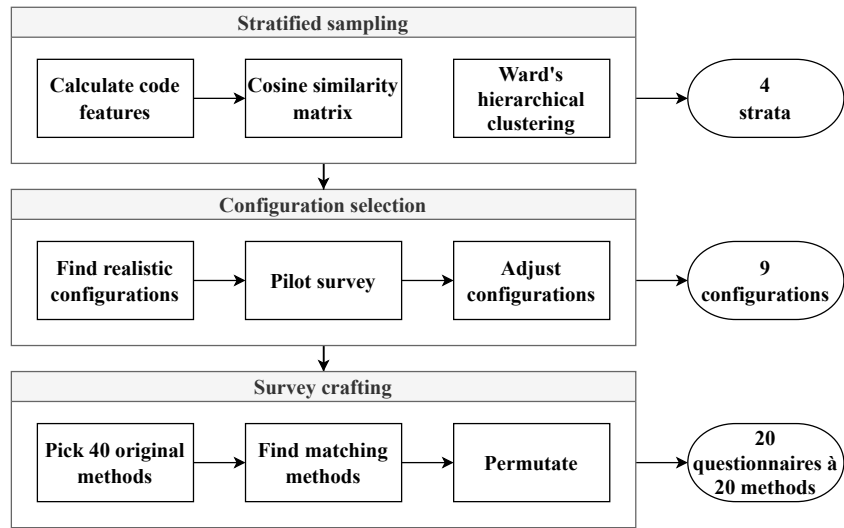 Stratified sampling
Calculate code
features
Cosine similarity
matrix
Ward's
hierarchical
clustering
4
strata
Configuration selection
Find realistic
configurations
Pilot survey
Adjust
configurations
9
configurations
Survey crafting
Pick 40 original
methods
Find matching
methods
Permutate
20
questionnaires à
20 methods